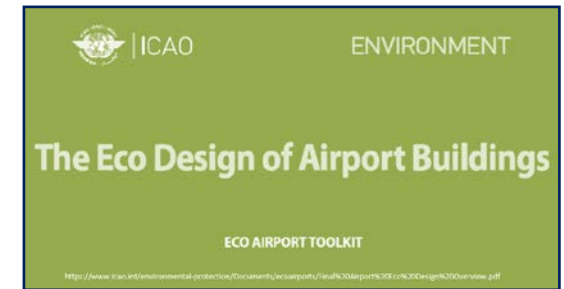 ICAO
ENVIRONMENT
The Eco Design of Airport Buildings
ECO AIRPORT TOOLKIT
https://www.icao.int/environmental-protection/Documents/ecoairports/Final%20Airport%20Eco%20Design%20Overview.pdf